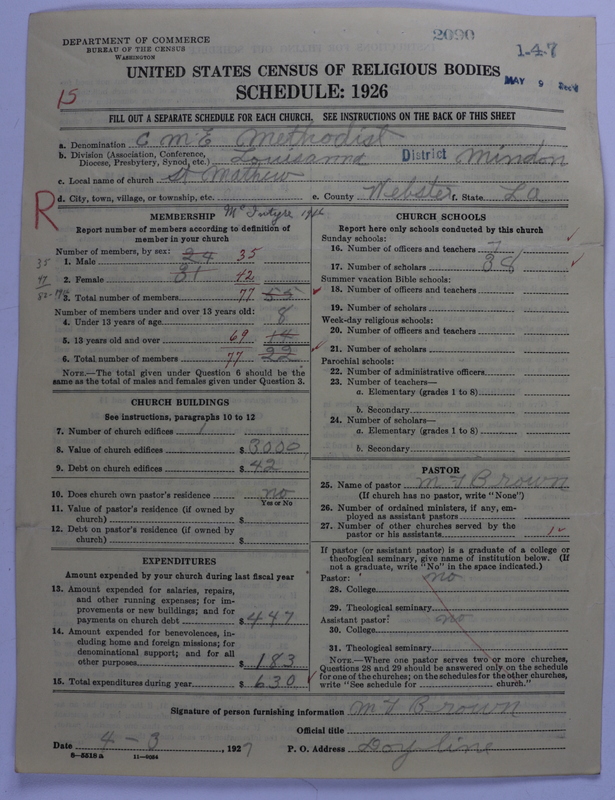 DEPARTMENT OF COMMERCE
BUREAU OF THE CENSUS
WASHINGTON
2090
1-4-7
MAY 9
15
UNITED STATES CENSUS OF RELIGIOUS BODIES
SCHEDULE: 1926
FILL OUT A SEPARATE SCHEDULE FOR EACH CHURCH. SEE INSTRUCTIONS ON THE BACK OF THIS SHEET
a. Denomination C M E Methodist
b. Division (Association, Conference, Diocese, Presbytery, Synod, etc.) Louisanna District Mindon
c. Local name of church St Mathew
d. City, town, village, or township, etc.
e. County Webster f. State La
R
MEMBERSHIP
Report number of members according to definition of
member in your church
Number of members, by sex:
1. Male 24 35
2. Female 31 42
3. Total number of members 77 55
Number of members under and over 13 years old:
4. Under 13 years of age 8
5. 13 years old and over 69 14
6. Total number of members 77 22
NOTE.—The total given under Question 6 should be the
same as the total of males and females given under Question 3.
CHURCH BUILDINGS
See instructions, paragraphs 10 to 12
7. Number of church edifices 1
8. Value of church edifices $ 3000
9. Debt on church edifices $ 42
10. Does church own pastor's residence no
Yes or No
11. Value of pastor's residence (if owned by
church) $
12. Debt on pastor's residence (if owned by
church) $
EXPENDITURES
Amount expended by your church during last fiscal year
13. Amount expended for salaries, repairs,
and other running expenses; for im-
provements or new buildings; and for
payments on church debt $ 447
14. Amount expended for benevolences, in-
cluding home and foreign missions; for
denominational support; and for all
other purposes $ 183
15. Total expenditures during year $ 630
CHURCH SCHOOLS
Report here only schools conducted by this church
Sunday schools:
16. Number of officers and teachers 7
17. Number of scholars 38
Summer vacation Bible schools:
18. Number of officers and teachers
19. Number of scholars
Week-day religious schools:
20. Number of officers and teachers
21. Number of scholars
Parochial schools:
22. Number of administrative officers
23. Number of teachers—
a. Elementary (grades 1 to 8)
b. Secondary
24. Number of scholars—
a. Elementary (grades 1 to 8)
b. Secondary
PASTOR
25. Name of pastor M T Brown
(If church has no pastor, write "None")
26. Number of ordained ministers, if any, em-
ployed as assistant pastors
27. Number of other churches served by the
pastor or his assistants 1
If pastor (or assistant pastor) is a graduate of a college or
theological seminary, give name of institution below. (If
not a graduate, write "No" in the space indicated.)
Pastor: no
28. College
29. Theological seminary
Assistant pastor: no
30. College
31. Theological seminary
NOTE.—Where one pastor serves two or more churches,
Questions 28 and 29 should be answered only on the schedule
for one of the churches; on the schedules for the other churches,
write "See schedule for church."
Signature of person furnishing information M T Brown
Official title
Date 4-3, 1927
P. O. Address Doyline
8-5518a 11-9084